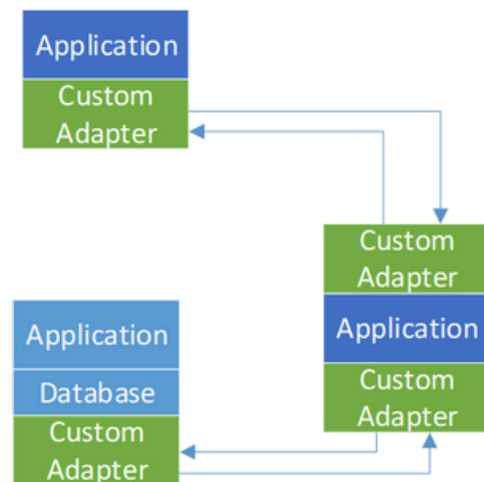 Application
Custom
Adapter
Custom
Adapter
Application
Custom
Adapter
Application
Database
Custom
Adapter